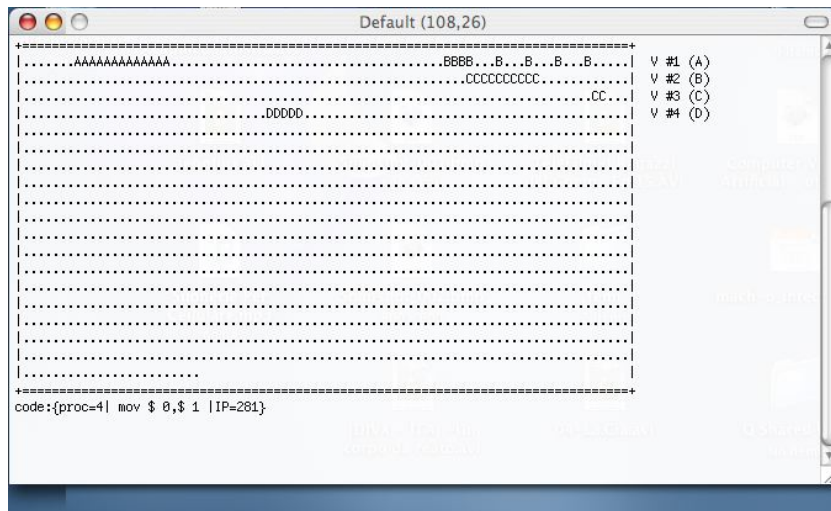 Default (108,26)
+==================================================================================+
|.......AAAAAAAAAAAAA.....................................BBBB...B...B...B...B.....|  V #1 (A)
|............................................................CCCCCCCCCC............|  V #2 (B)
|.............................................................................CC...|  V #3 (C)
|.................................DDDDD............................................|  V #4 (D)
|..................................................................................|
|..................................................................................|
|..................................................................................|
|..................................................................................|
|..................................................................................|
|..................................................................................|
|..................................................................................|
|..................................................................................|
|..................................................................................|
|..................................................................................|
|..................................................................................|
|..................................................................................|
|..................................................................................|
|........................                                                          |
+==================================================================================+
code:{proc=4| mov $ 0,$ 1 |IP=281}